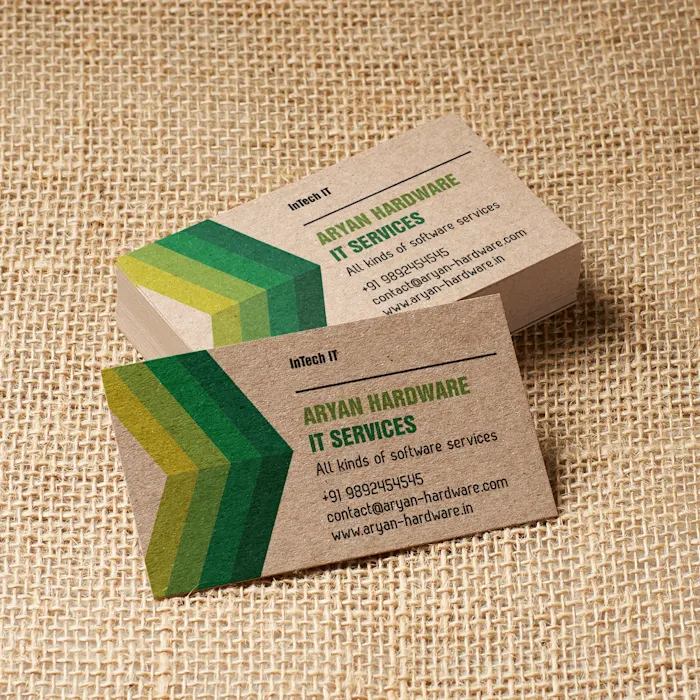 InTech IT
ARYAN HARDWARE
IT SERVICES
All kinds of software services
+91 9892454545
contact@aryan-hardware.com
www.aryan-hardware.in
InTech IT
ARYAN HARDWARE
IT SERVICES
All kinds of software services
+91 9892454545
contact@aryan-hardware.com
www.aryan-hardware.in